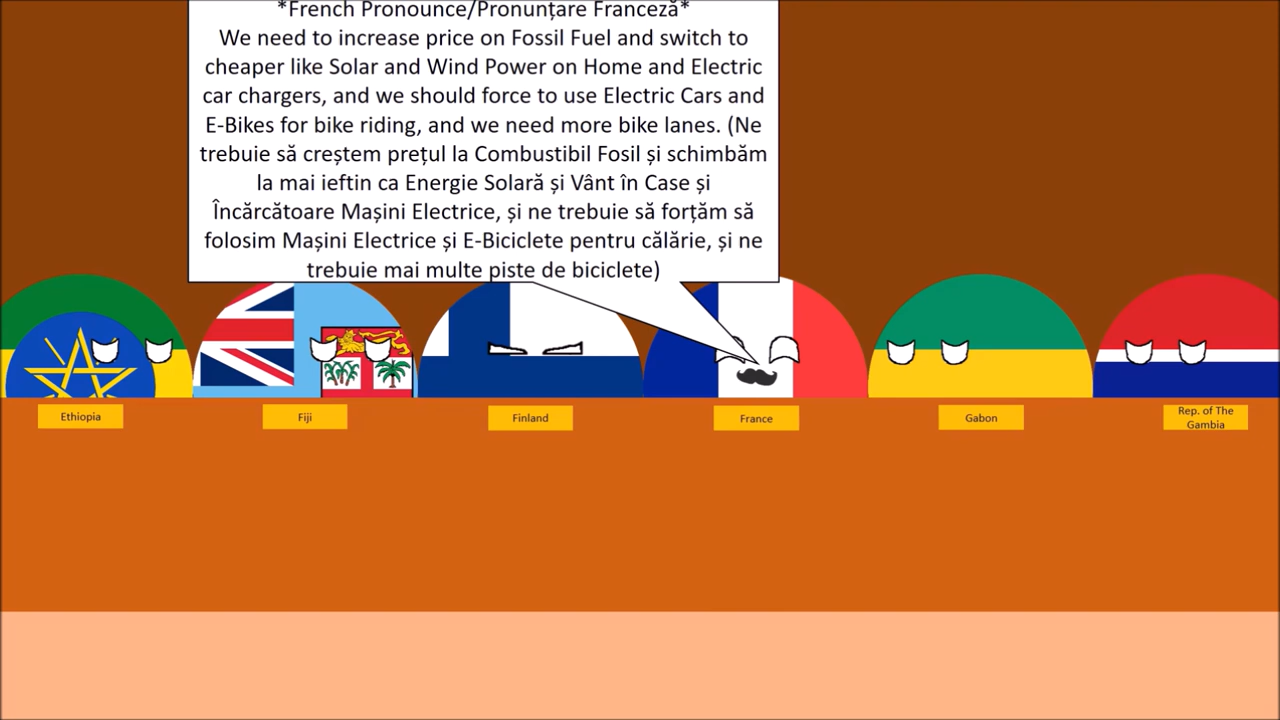 *French Pronounce/Pronunțare Franceză*
We need to increase price on Fossil Fuel and switch to
cheaper like Solar and Wind Power on Home and Electric
car chargers, and we should force to use Electric Cars and
E-Bikes for bike riding, and we need more bike lanes. (Ne
trebuie să creștem prețul la Combustibil Fosil și schimbăm
la mai ieftin ca Energie Solară și Vânt în Case și
Încărcătoare Mașini Electrice, și ne trebuie să forțăm să
folosim Mașini Electrice și E-Biciclete pentru călărie, și ne
trebuie mai multe piste de biciclete)
Ethiopia
Fiji
Finland
France
Gabon
Rep. of The
Gambia